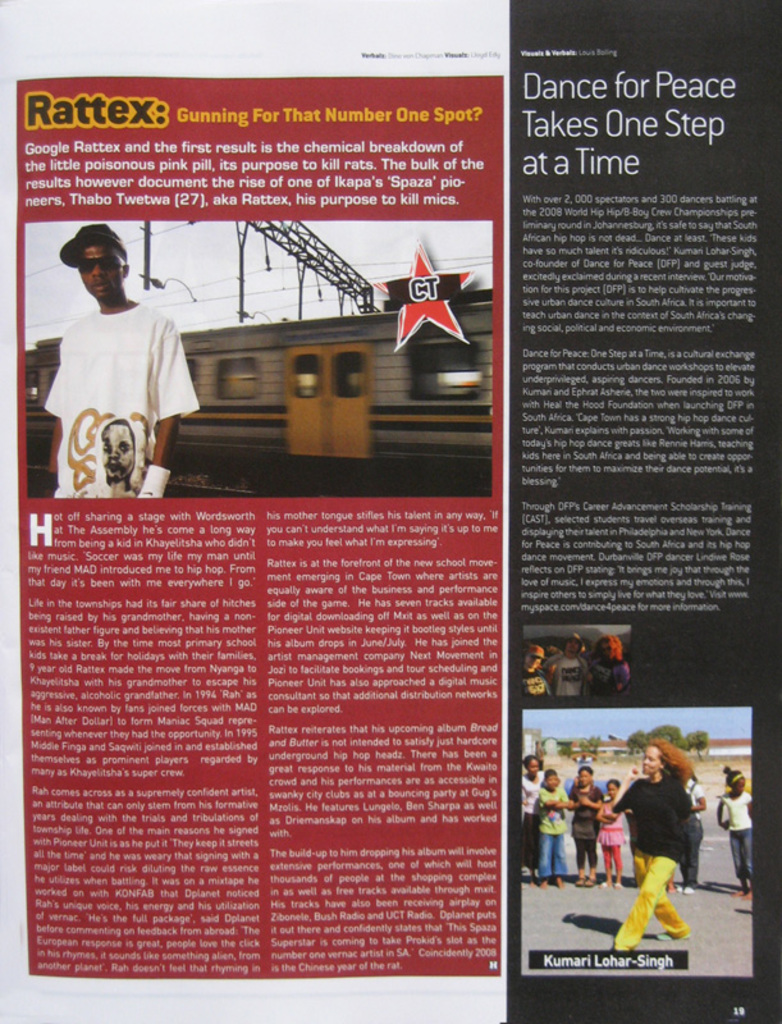 Verbals: Dave von Chapman Visuals: Lloyd Edy
Rattex: Gunning For That Number One Spot?
Google Rattex and the first result is the chemical breakdown of
the little poisonous pink pill, its purpose to kill rats. The bulk of the
results however document the rise of one of Ikapa's 'Spaza' pio-
neers, Thabo Twetwa (27), aka Rattex, his purpose to kill mics.
CT
Hot off sharing a stage with Wordsworth
at The Assembly he's come a long way
from being a kid in Khayelitsha who didn't
like music. 'Soccer was my life my man until
my friend MAD introduced me to hip hop. From
that day it's been with me everywhere I go.'
Life in the townships had its fair share of hitches
being raised by his grandmother, having a non-
existent father figure and believing that his mother
was his sister. By the time most primary school
kids take a break for holidays with their families,
9 year old Rattex made the move from Nyanga to
Khayelitsha with his grandmother to escape his
aggressive, alcoholic grandfather. In 1994 'Rah' as
he is also known by fans joined forces with MAD
(Man After Dollar) to form Maniac Squad repre-
senting whenever they had the opportunity. In 1995
Middle Finga and Saqwiti joined in and established
themselves as prominent players regarded by
many as Khayelitsha's super crew.
Rah comes across as a supremely confident artist,
an attribute that can only stem from his formative
years dealing with the trials and tribulations of
township life. One of the main reasons he signed
with Pioneer Unit is as he put it 'They keep it streets
all the time' and he was weary that signing with a
major label could risk diluting the raw essence
he utilizes when battling. It was on a mixtape he
worked on with KONFAB that Dplanet noticed
Rah's unique voice, his energy and his utilization
of vernac. 'He's the full package', said Dplanet
before commenting on feedback from abroad: 'The
European response is great, people love the click
in his rhymes, it sounds like something alien, from
another planet'. Rah doesn't feel that rhyming in
his mother tongue stifles his talent in any way, 'If
you can't understand what I'm saying it's up to me
to make you feel what I'm expressing'.
Rattex is at the forefront of the new school move-
ment emerging in Cape Town where artists are
equally aware of the business and performance
side of the game. He has seven tracks available
for digital downloading off Mxit as well as on the
Pioneer Unit website keeping it bootleg styles until
his album drops in June/July. He has joined the
artist management company Next Movement in
Jozi to facilitate bookings and tour scheduling and
Pioneer Unit has also approached a digital music
consultant so that additional distribution networks
can be explored.
Rattex reiterates that his upcoming album Bread
and Butter is not intended to satisfy just hardcore
underground hip hop headz. There has been a
great response to his material from the Kwaito
crowd and his performances are as accessible in
swanky city clubs as at a bouncing party at Gug's
Mzolis. He features Lungelo, Ben Sharpa as well
as Driemanskap on his album and has worked
with.
The build-up to him dropping his album will involve
extensive performances, one of which will host
thousands of people at the shopping complex
in as well as free tracks available through mxit.
His tracks have also been receiving airplay on
Zibonele, Bush Radio and UCT Radio. Dplanet puts
it out there and confidently states that 'This Spaza
Superstar is coming to take Prokid's slot as the
number one vernac artist in SA.' Coincidently 2008
is the Chinese year of the rat. H
Visuals & Verbals: Louis Bolling
Dance for Peace
Takes One Step
at a Time
With over 2, 000 spectators and 300 dancers battling at
the 2008 World Hip Hip/B-Boy Crew Championships pre-
liminary round in Johannesburg, it's safe to say that South
African hip hop is not dead... Dance at least. 'These kids
have so much talent it's ridiculous!' Kumari Lohar-Singh,
co-founder of Dance for Peace (DFP) and guest judge,
excitedly exclaimed during a recent interview. 'Our motiva-
tion for this project (DFP) is to help cultivate the progres-
sive urban dance culture in South Africa. It is important to
teach urban dance in the context of South Africa's chang-
ing social, political and economic environment.'
Dance for Peace: One Step at a Time, is a cultural exchange
program that conducts urban dance workshops to elevate
underprivileged, aspiring dancers. Founded in 2006 by
Kumari and Ephrat Asherie, the two were inspired to work
with Heal the Hood Foundation when launching DFP in
South Africa. 'Cape Town has a strong hip hop dance cul-
ture', Kumari explains with passion. 'Working with some of
today's hip hop dance greats like Rennie Harris, teaching
kids here in South Africa and being able to create oppor-
tunities for them to maximize their dance potential, it's a
blessing.'
Through DFP's Career Advancement Scholarship Training
(CAST), selected students travel overseas training and
displaying their talent in Philadelphia and New York. Dance
for Peace is contributing to South Africa and its hip hop
dance movement. Durbanville DFP dancer Lindiwe Rose
reflects on DFP stating: 'It brings me joy that through the
love of music, I express my emotions and through this, I
inspire others to simply live for what they love.' Visit www.
myspace.com/dance4peace for more information.
Kumari Lohar-Singh
19